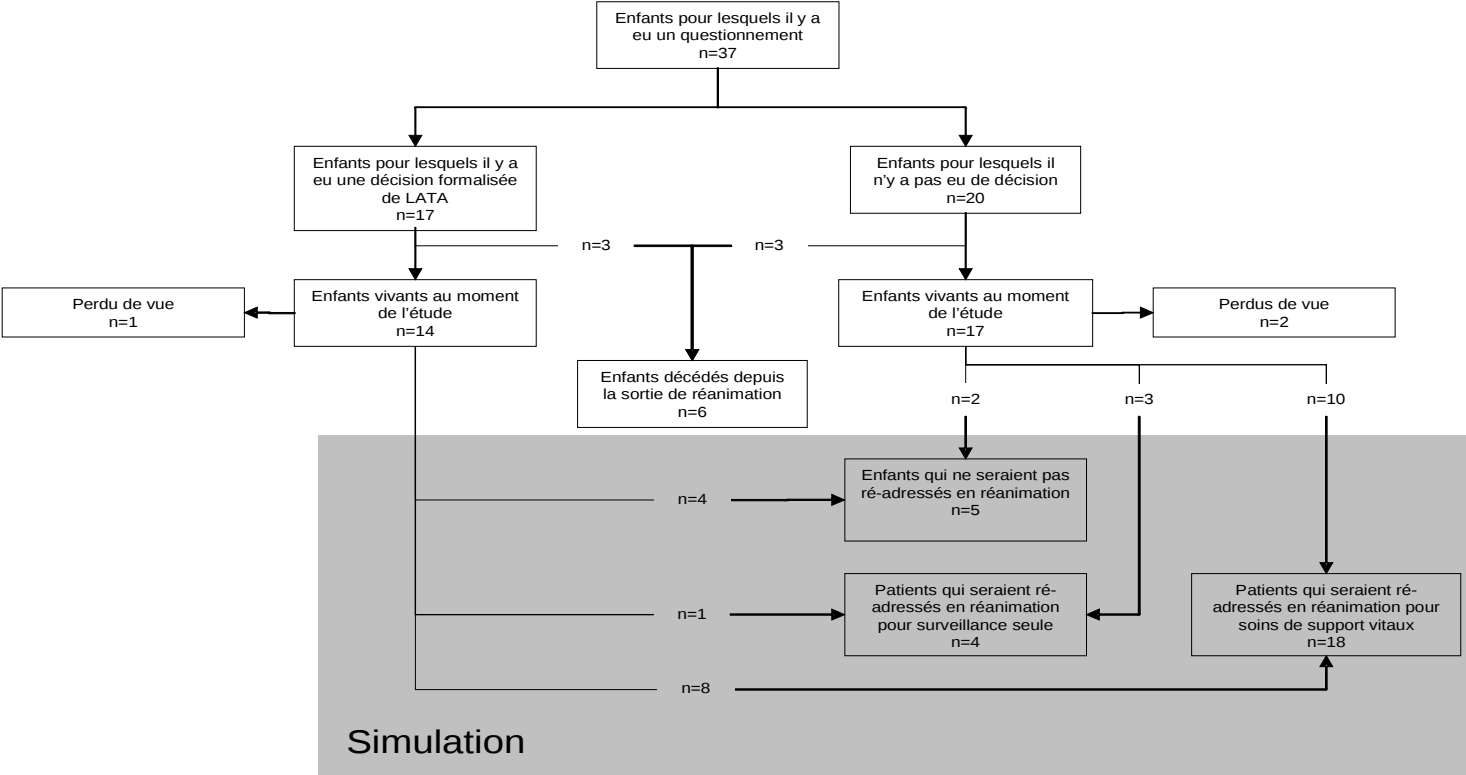 Enfants pour lesquels il y a
eu un questionnement
n=37
Enfants pour lesquels il y a
eu une décision formalisée
de LATA
n=17
Enfants pour lesquels il
n'y a pas eu de décision
n=20
n=3
n=3
Perdu de vue
n=1
Enfants vivants au moment
de l'étude
n=14
Enfants vivants au moment
de l'étude
n=17
Perdus de vue
n=2
Enfants décédés depuis
la sortie de réanimation
n=6
n=2
n=3
n=10
n=4
Enfants qui ne seraient pas
ré-adressés en réanimation
n=5
n=1
Patients qui seraient ré-
adressés en réanimation
pour surveillance seule
n=4
Patients qui seraient ré-
adressés en réanimation pour
soins de support vitaux
n=18
n=8
Simulation